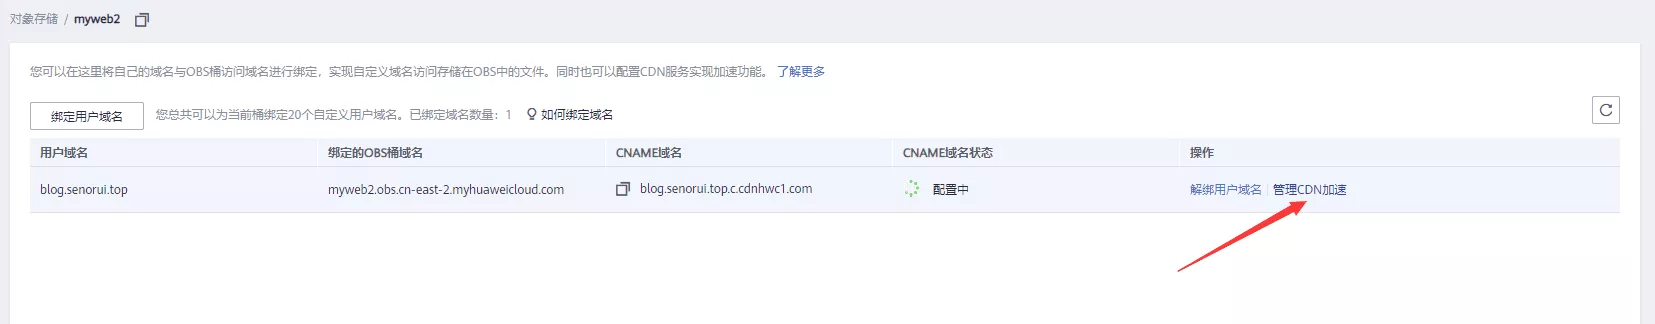 对象存储 / myweb2
您可以在这里将自己的域名与OBS桶访问域名进行绑定，实现自定义域名访问存储在OBS中的文件。同时也可以配置CDN服务实现加速功能。 了解更多
绑定用户域名 您总共可以为当前桶绑定20个自定义用户域名。已绑定域名数量：1 如何绑定域名
用户域名 绑定的OBS桶域名 CNAME域名 CNAME域名状态 操作
blog.senorui.top myweb2.obs.cn-east-2.myhuaweicloud.com blog.senorui.top.c.cdnhwc1.com 配置中 解绑用户域名 | 管理CDN加速